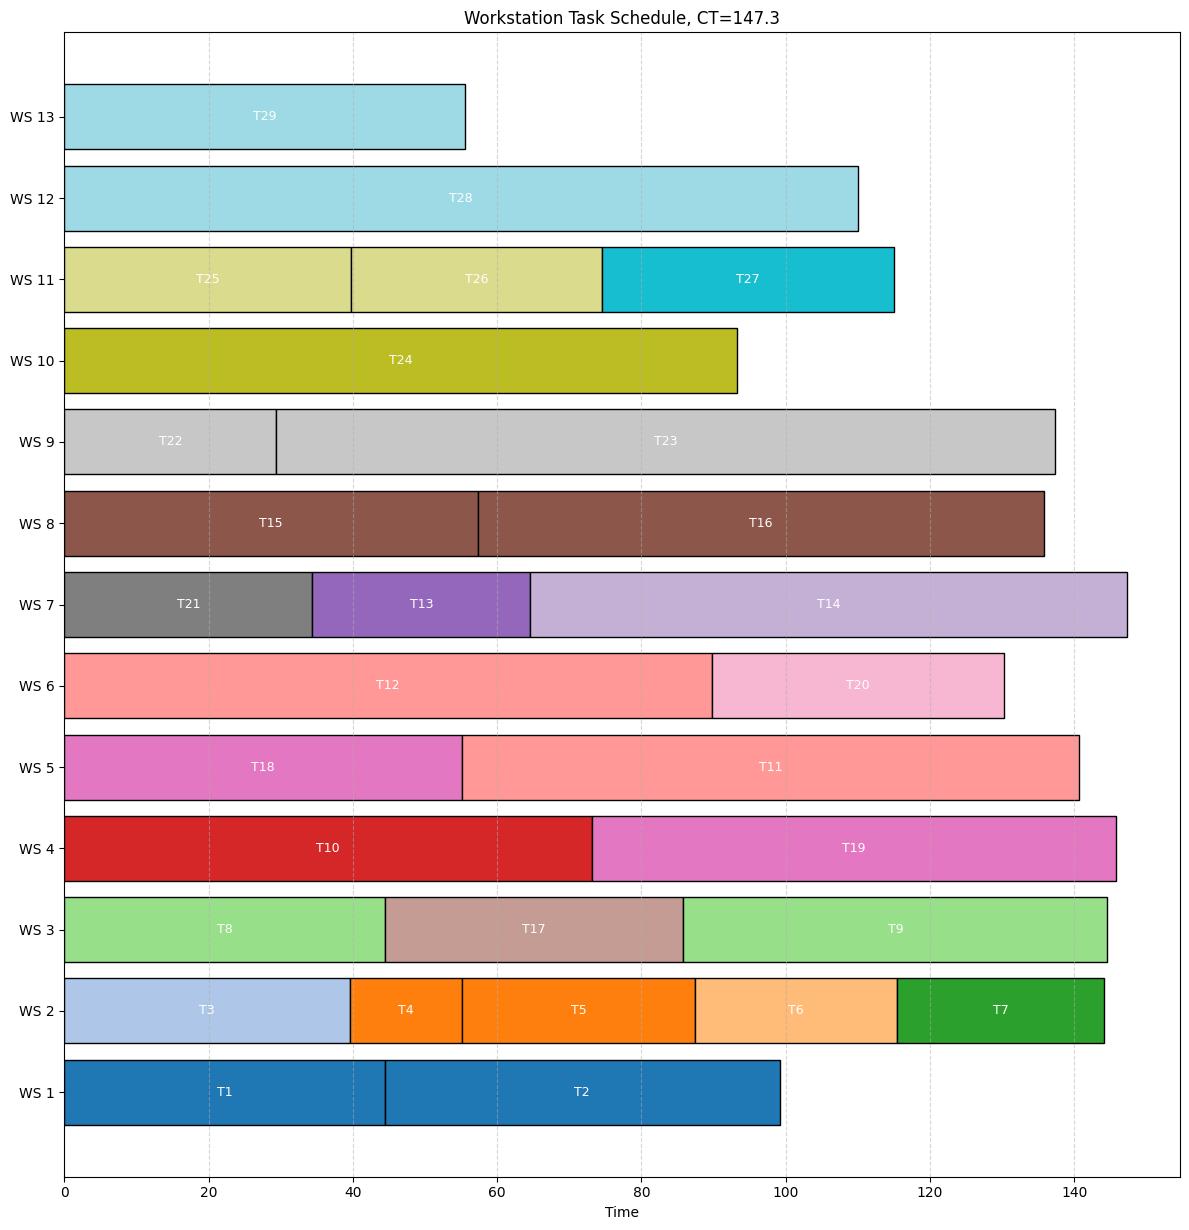 Workstation Task Schedule, CT=147.3
WS 13 T29
WS 12 T28
WS 11 T25 T26 T27
WS 10 T24
WS 9 T22 T23
WS 8 T15 T16
WS 7 T21 T13 T14
WS 6 T12 T20
WS 5 T18 T11
WS 4 T10 T19
WS 3 T8 T17 T9
WS 2 T3 T4 T5 T6 T7
WS 1 T1 T2
0 20 40 60 80 100 120 140
Time